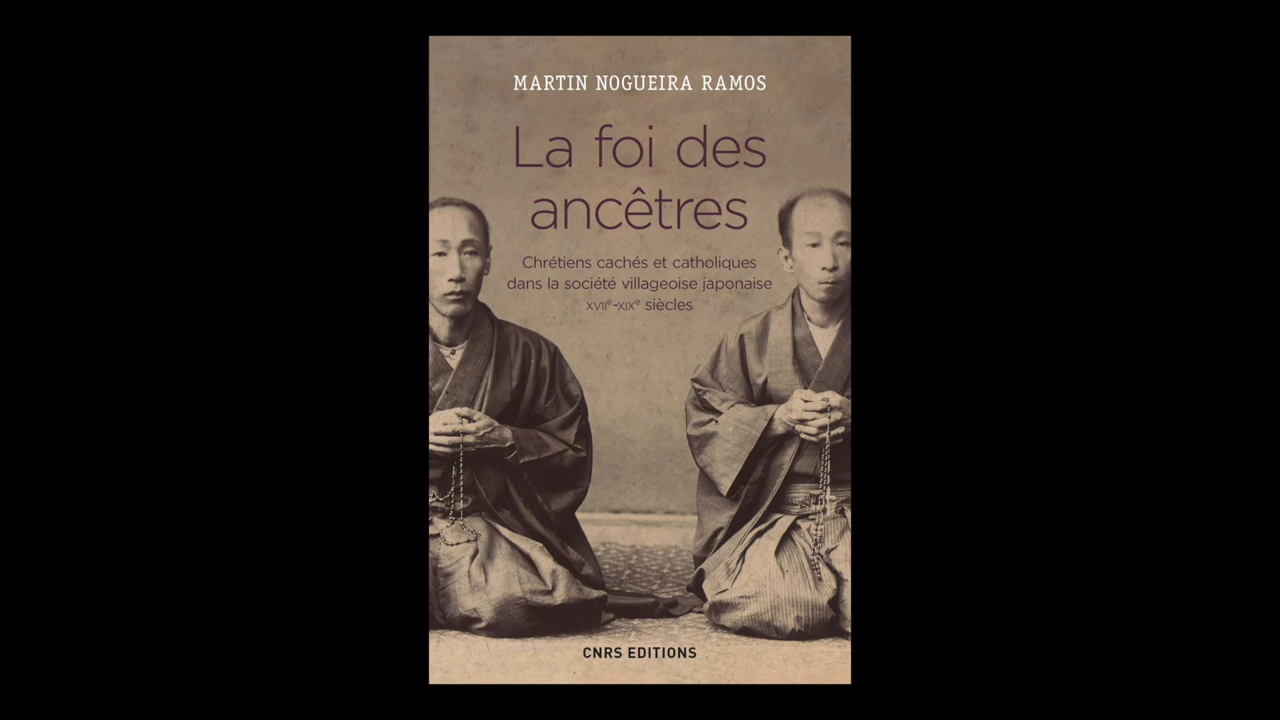 MARTIN NOGUEIRA RAMOS
La foi des
ancêtres
Chrétiens cachés et catholiques
dans la société villageoise japonaise
XVIIe-XIXe siècles
CNRS EDITIONS